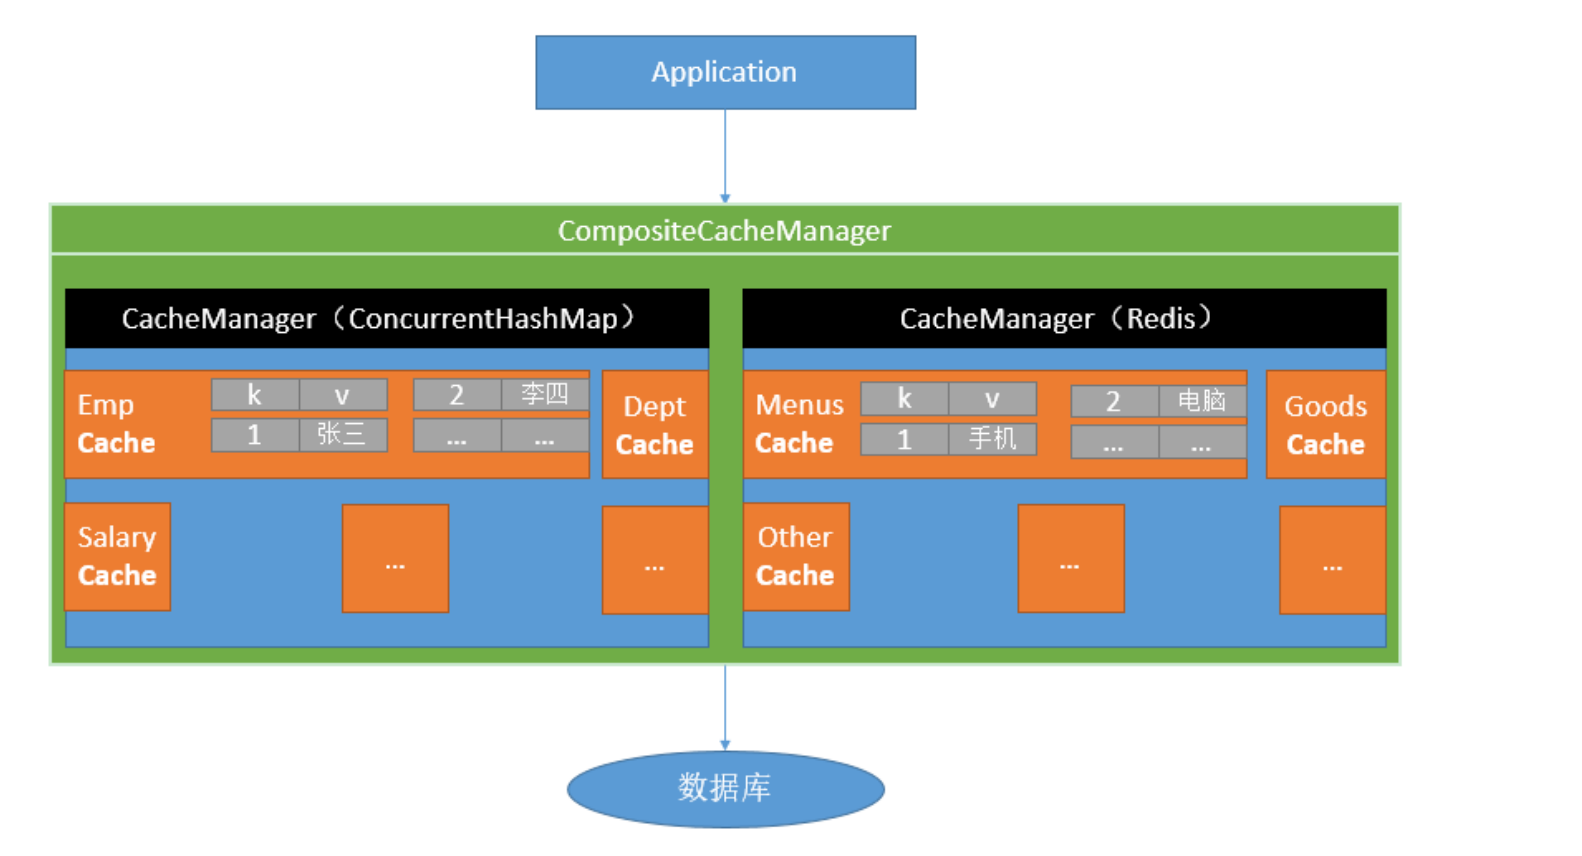 Application
CompositeCacheManager
CacheManager（ConcurrentHashMap）
Emp
Cache
k v
1 张三
2 李四
... ...
Dept
Cache
Salary
Cache
...
...
CacheManager（Redis）
Menus
Cache
k v
1 手机
2 电脑
... ...
Goods
Cache
Other
Cache
...
...
数据库